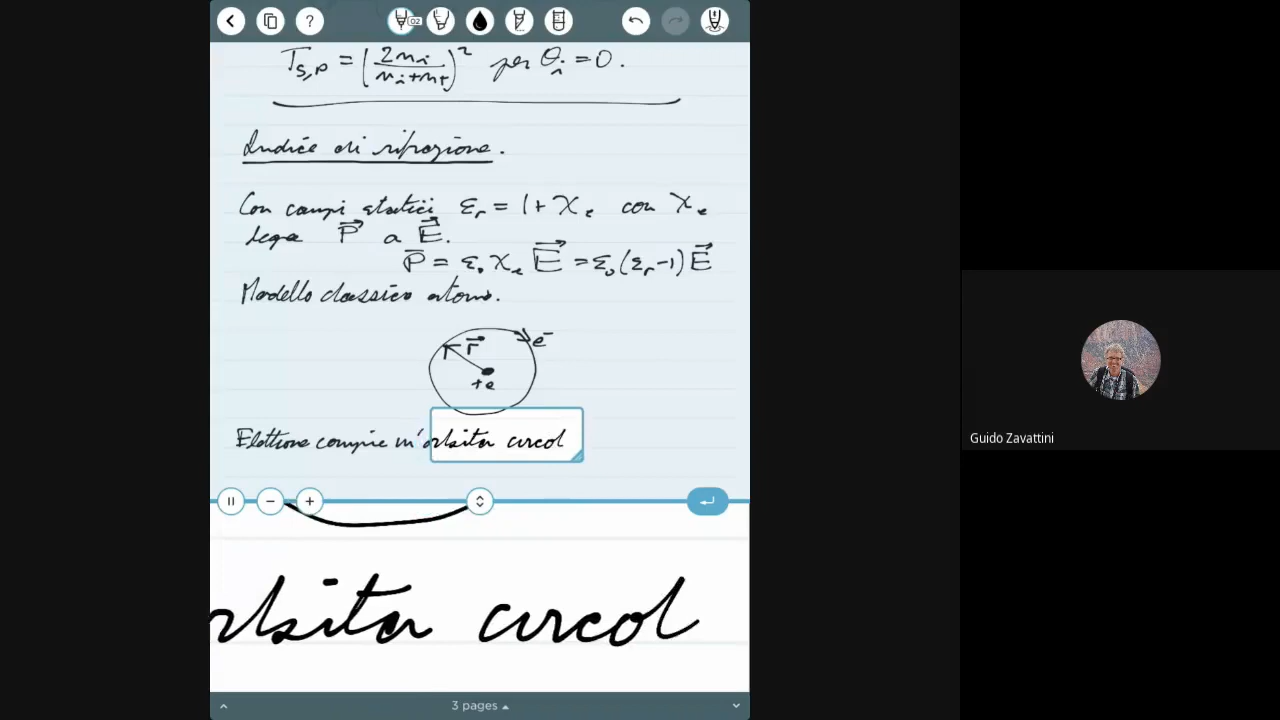 02
T_{s,p} = (2n_i / (n_i + n_t))^2 per θ_i = 0.
Indice di rifrazione.
Con campi statici ε_r = 1 + χ_e con χ_e
lega P⃗ a E⃗.
P⃗ = ε_0 χ_e E⃗ = ε_0 (ε_r - 1) E⃗
Modello classico atomo.
r⃗ e^-
+e
Elettrone compie un'orbita circol
Guido Zavattini
orbita circol
3 pages